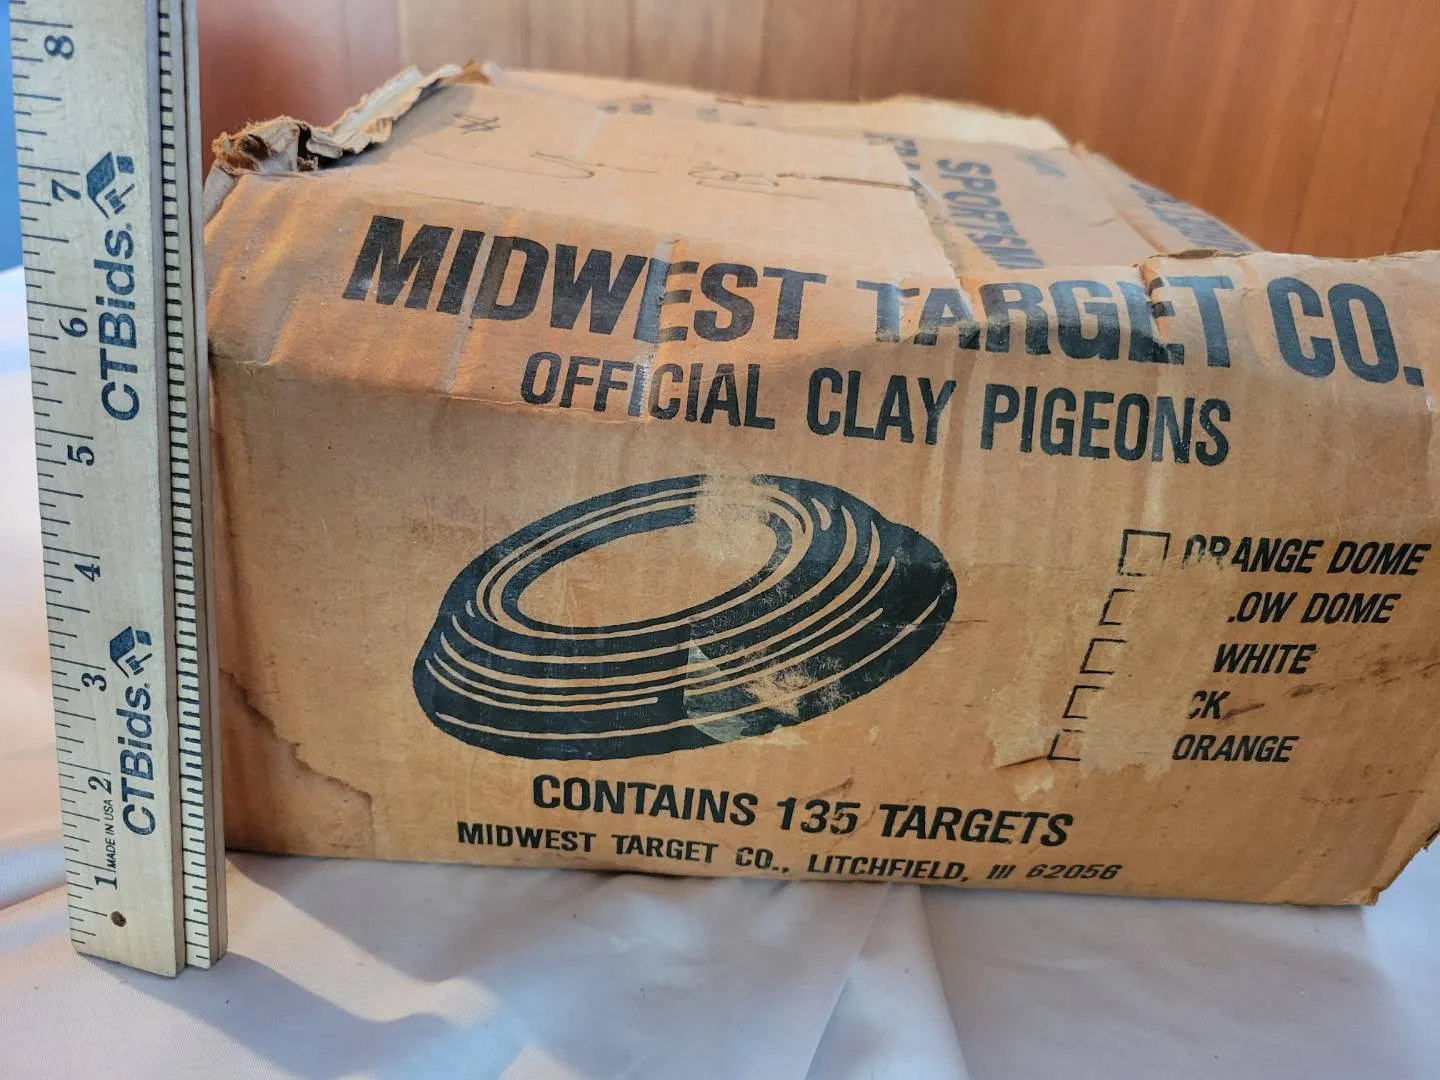 8
7
6
5
4
3
2
1
CTBids.
CTBids.
MADE IN USA
SPORTSM
MIDWEST TARGET CO.
OFFICIAL CLAY PIGEONS
ORANGE DOME
.OW DOME
WHITE
CK
ORANGE
CONTAINS 135 TARGETS
MIDWEST TARGET CO., LITCHFIELD, Ill 62056